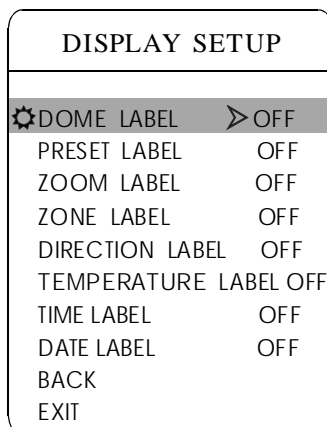 DISPLAY SETUP
DOME LABEL OFF
PRESET LABEL OFF
ZOOM LABEL OFF
ZONE LABEL OFF
DIRECTION LABEL OFF
TEMPERATURE LABEL OFF
TIME LABEL OFF
DATE LABEL OFF
BACK
EXIT